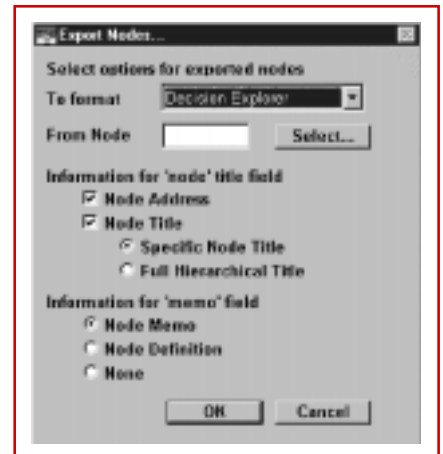 Export Nodes...
Select options for exported nodes
To format Decision Explorer
From Node Select...
Information for 'node' title field
Node Address
Node Title
Specific Node Title
Full Hierarchical Title
Information for 'memo' field
Node Memo
Node Definition
None
OK Cancel